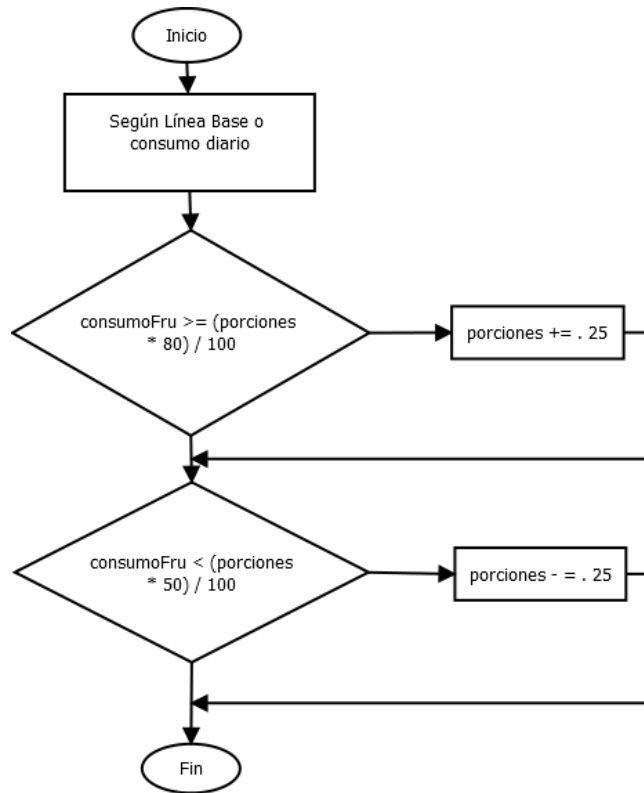 Inicio
Según Línea Base o
consumo diario
consumoFru >= (porciones
* 80) / 100
porciones += . 25
consumoFru < (porciones
* 50) / 100
porciones - = . 25
Fin